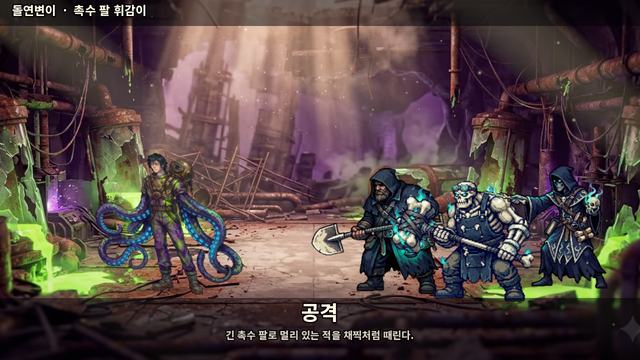 돌연변이 · 촉수 팔 휘감이
공격
긴 촉수 팔로 멀리 있는 적을 채찍처럼 때린다.